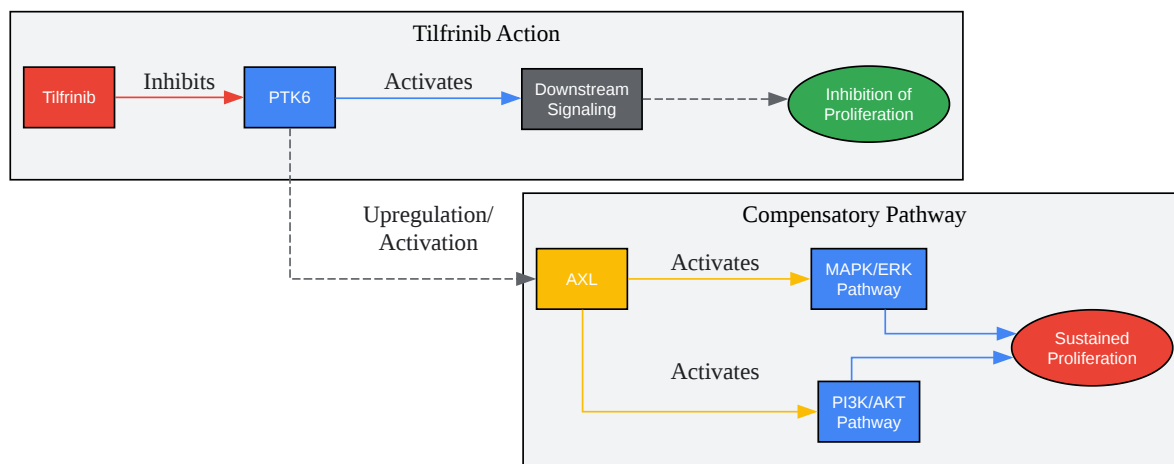 Tilfrinib Action
Tilfrinib
Inhibits
PTK6
Activates
Downstream
Signaling
Inhibition of
Proliferation
Upregulation/
Activation
Compensatory Pathway
AXL
Activates
MAPK/ERK
Pathway
Activates
PI3K/AKT
Pathway
Sustained
Proliferation